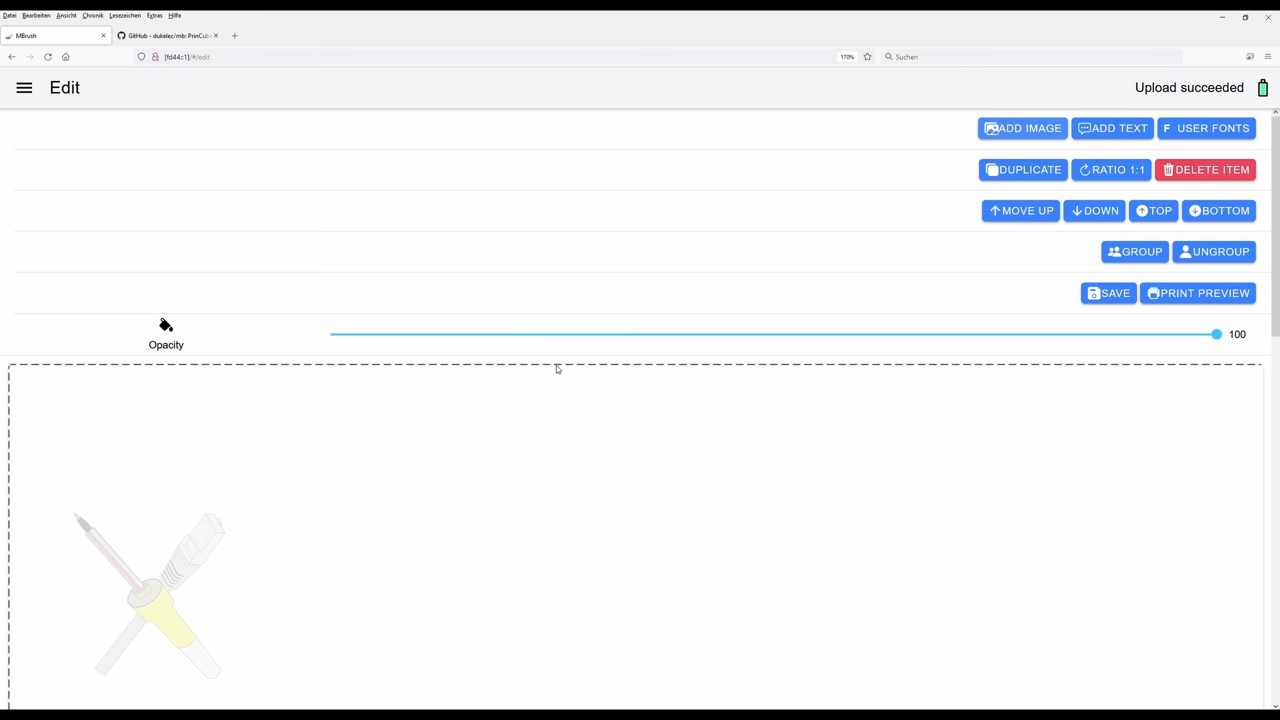 Datei Bearbeiten Ansicht Chronik Lesezeichen Extras Hilfe
MBrush GitHub - dukelec/mb: PrinCub
[fd44::1]/#/edit 170% Suchen
Edit Upload succeeded
ADD IMAGE ADD TEXT F USER FONTS
DUPLICATE RATIO 1:1 DELETE ITEM
MOVE UP DOWN TOP BOTTOM
GROUP UNGROUP
SAVE PRINT PREVIEW
Opacity 100